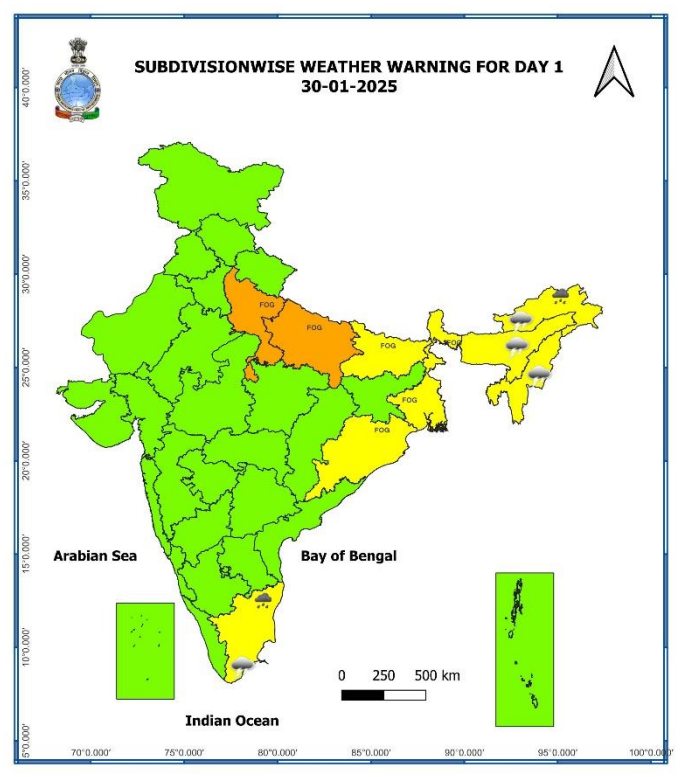 SUBDIVISIONWISE WEATHER WARNING FOR DAY 1
30-01-2025
40°0.000'
35°0.000'
30°0.000'
25°0.000'
20°0.000'
15°0.000'
10°0.000'
5°0.000'
FOG
FOG
FOG
FOG
FOG
FOG
Arabian Sea
Bay of Bengal
0 250 500 km
Indian Ocean
70°0.000' 75°0.000' 80°0.000' 85°0.000' 90°0.000' 95°0.000' 100°0.000'